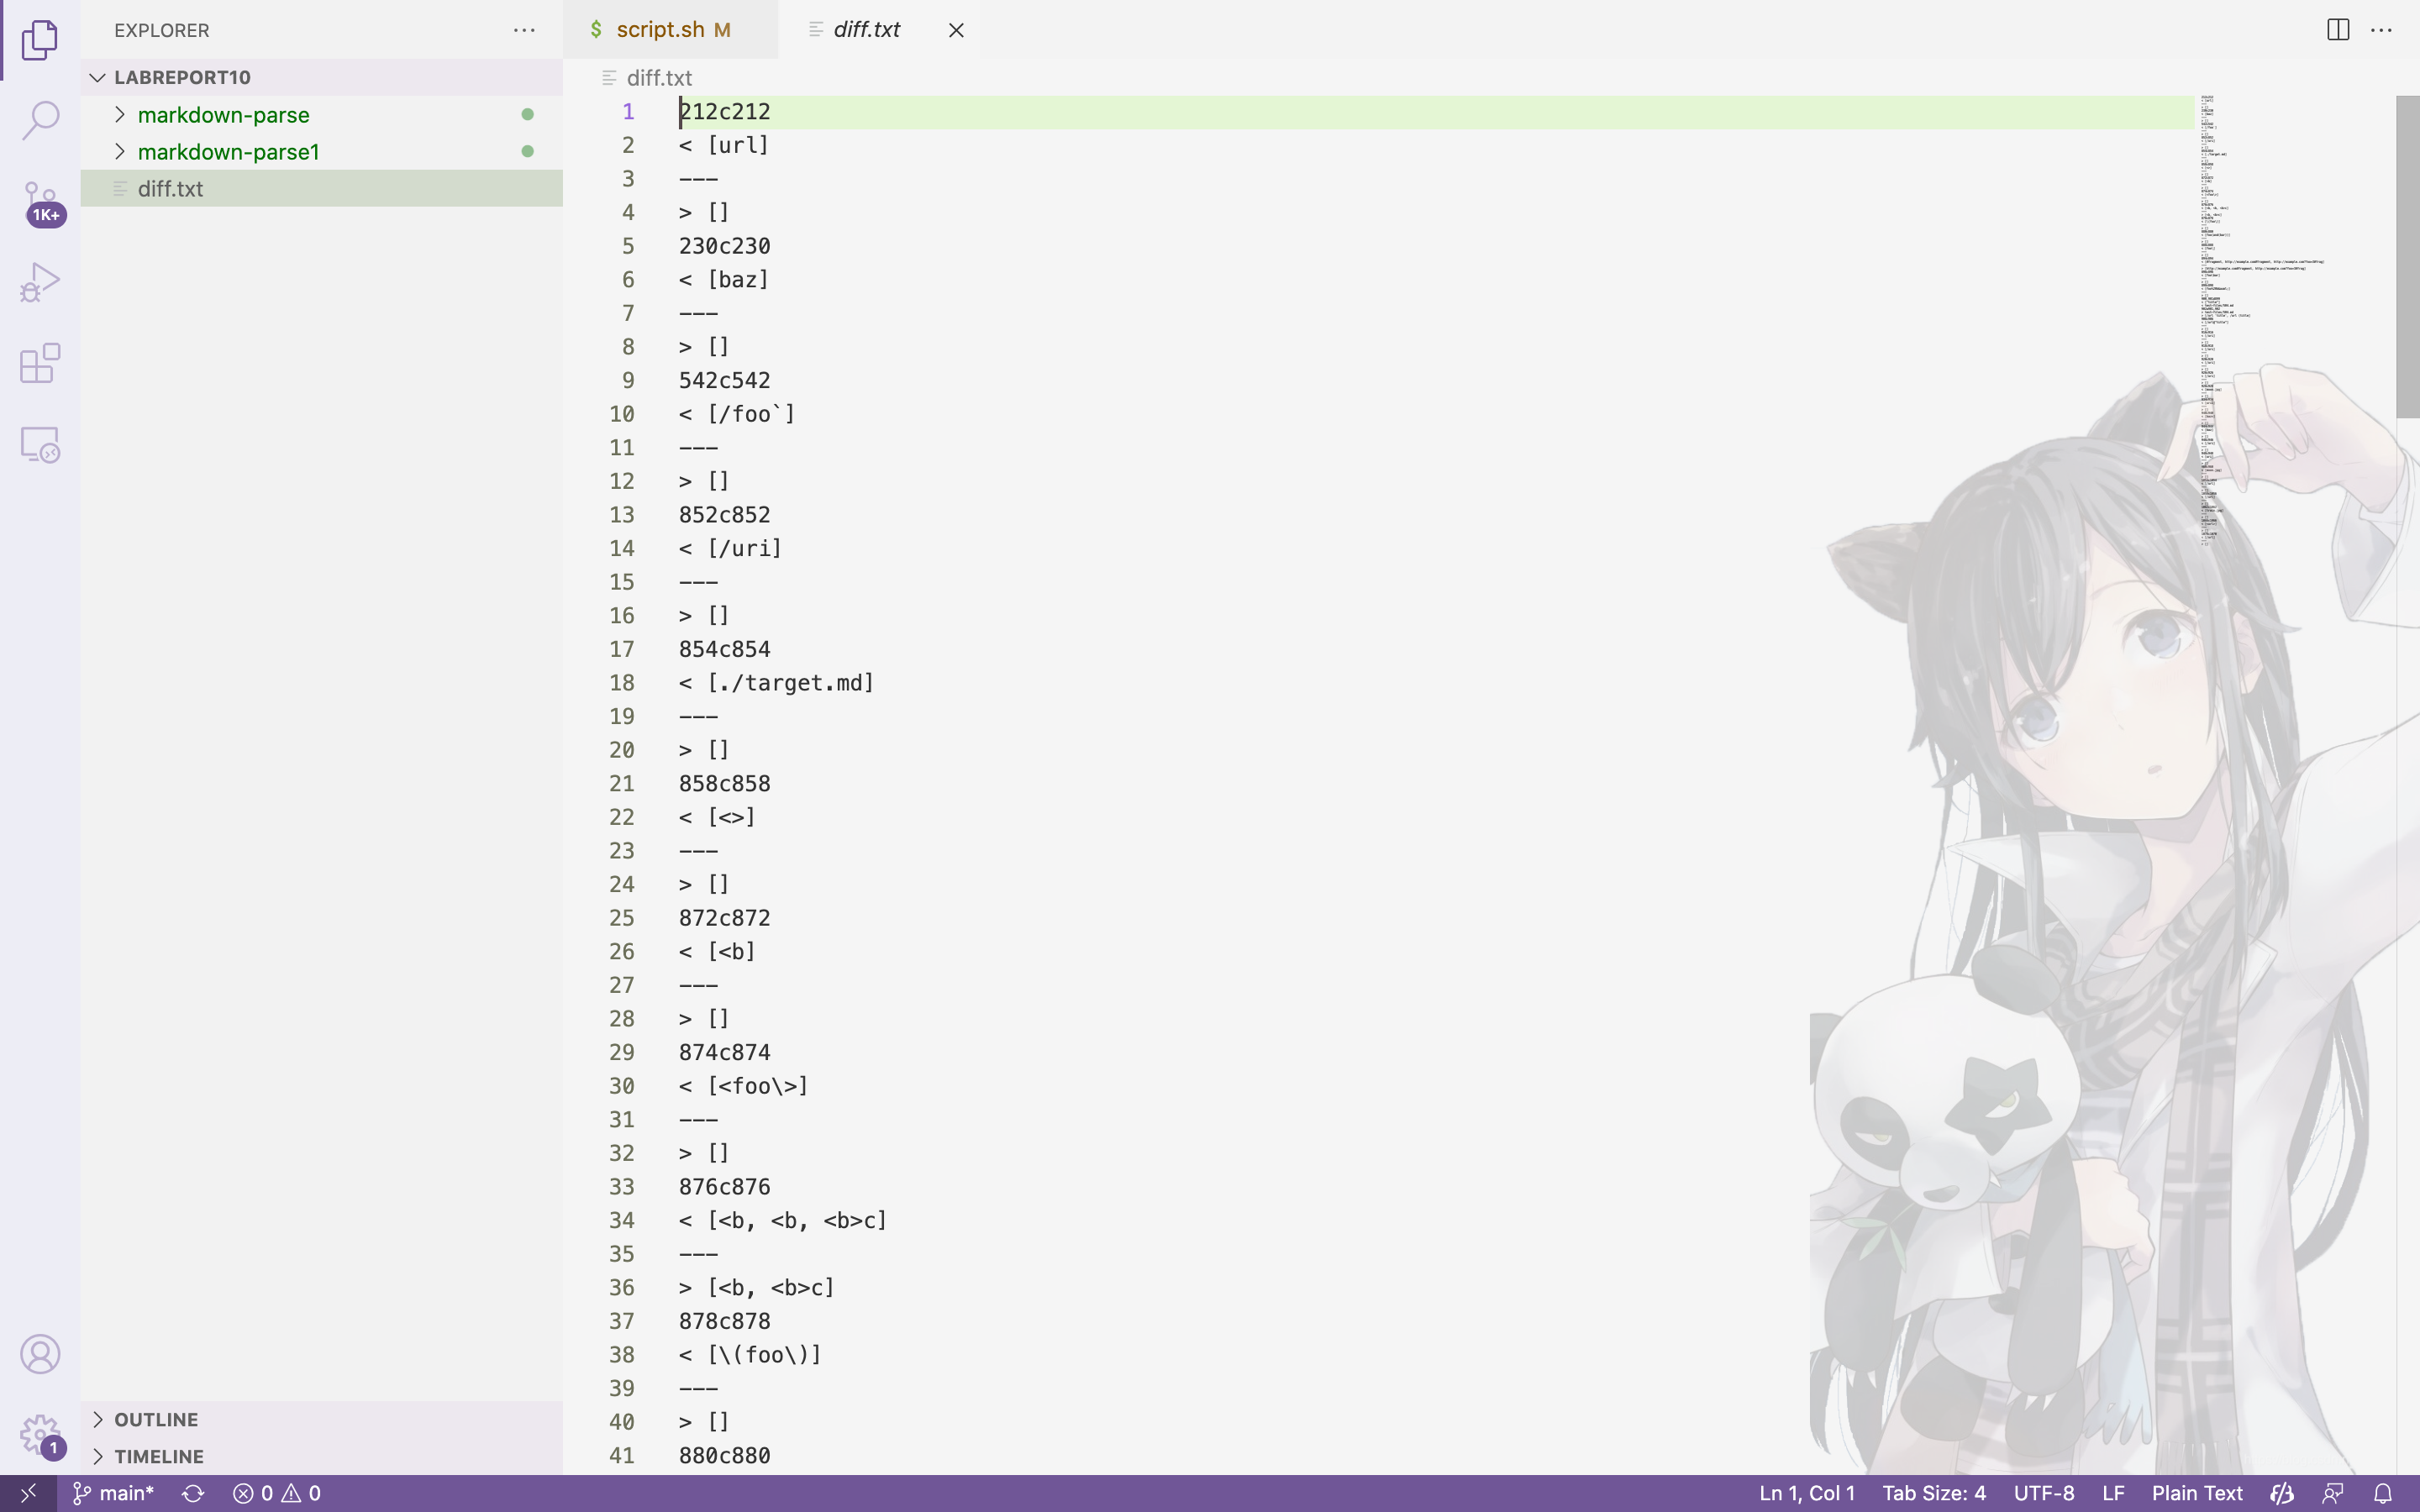 EXPLORER
LABREPORT10
markdown-parse
markdown-parse1
diff.txt
1K+
OUTLINE
TIMELINE
1
$ script.sh M
diff.txt
diff.txt
1 212c212
2 < [url]
3 ---
4 > []
5 230c230
6 < [baz]
7 ---
8 > []
9 542c542
10 < [/foo`]
11 ---
12 > []
13 852c852
14 < [/uri]
15 ---
16 > []
17 854c854
18 < [./target.md]
19 ---
20 > []
21 858c858
22 < [<>]
23 ---
24 > []
25 872c872
26 < [<b]
27 ---
28 > []
29 874c874
30 < [<foo\>]
31 ---
32 > []
33 876c876
34 < [<b, <b, <b>c]
35 ---
36 > [<b, <b>c]
37 878c878
38 < [\(foo\)]
39 ---
40 > []
41 880c880
main* 0 0 Ln 1, Col 1 Tab Size: 4 UTF-8 LF Plain Text